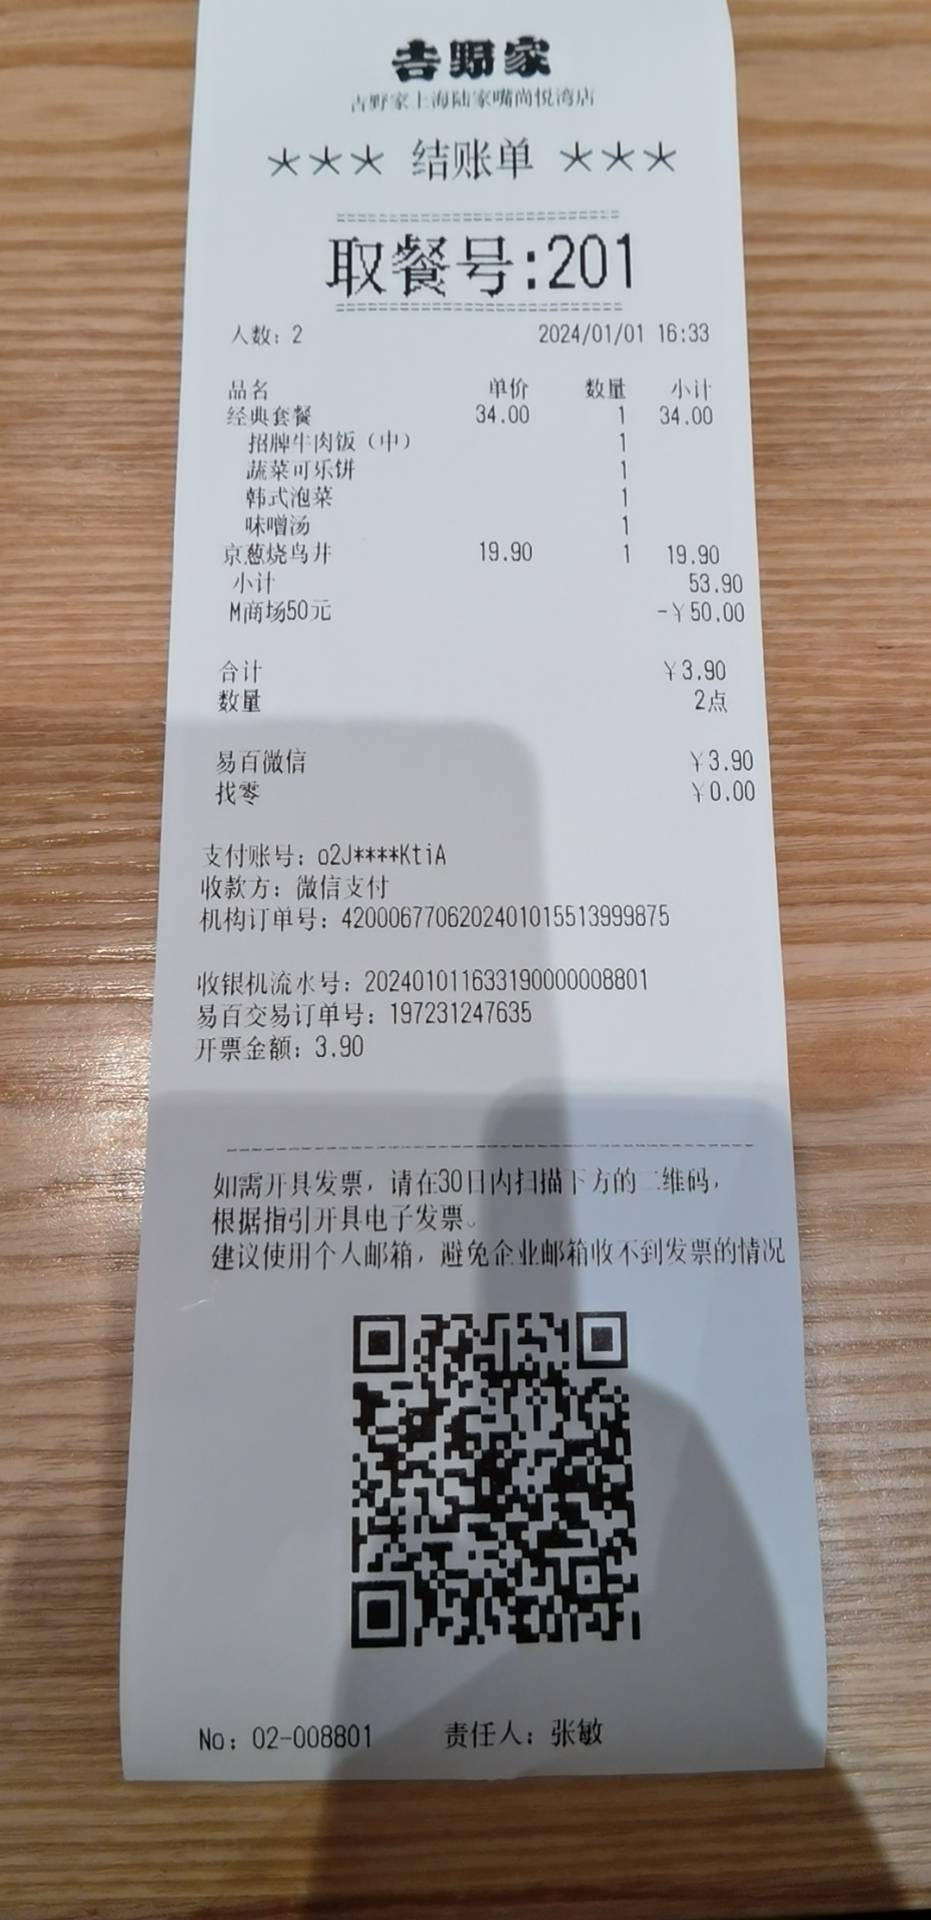 吉野家
吉野家上海陆家嘴尚悦湾店
*** 结账单 ***
取餐号:201
人数: 2 2024/01/01 16:33
品名 单价 数量 小计
经典套餐 34.00 1 34.00
招牌牛肉饭（中） 1
蔬菜可乐饼 1
韩式泡菜 1
味噌汤 1
京葱烧鸟丼 19.90 1 19.90
小计 53.90
M商场50元 -¥50.00
合计 ¥3.90
数量 2点
易百微信 ¥3.90
找零 ¥0.00
支付账号: o2J****KtiA
收款方: 微信支付
机构订单号: 4200067706202401015513999875
收银机流水号: 202401011633190000008801
易百交易订单号: 197231247635
开票金额: 3.90
如需开具发票，请在30日内扫描下方的二维码，
根据指引开具电子发票。
建议使用个人邮箱，避免企业邮箱收不到发票的情况
No: 02-008801 责任人: 张敏